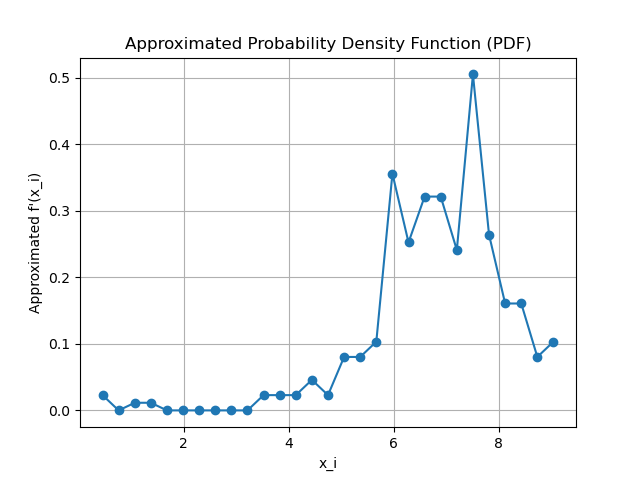 Approximated Probability Density Function (PDF)
0.5
0.4
0.3
0.2
0.1
0.0
Approximated f'(x_i)
2 4 6 8
x_i